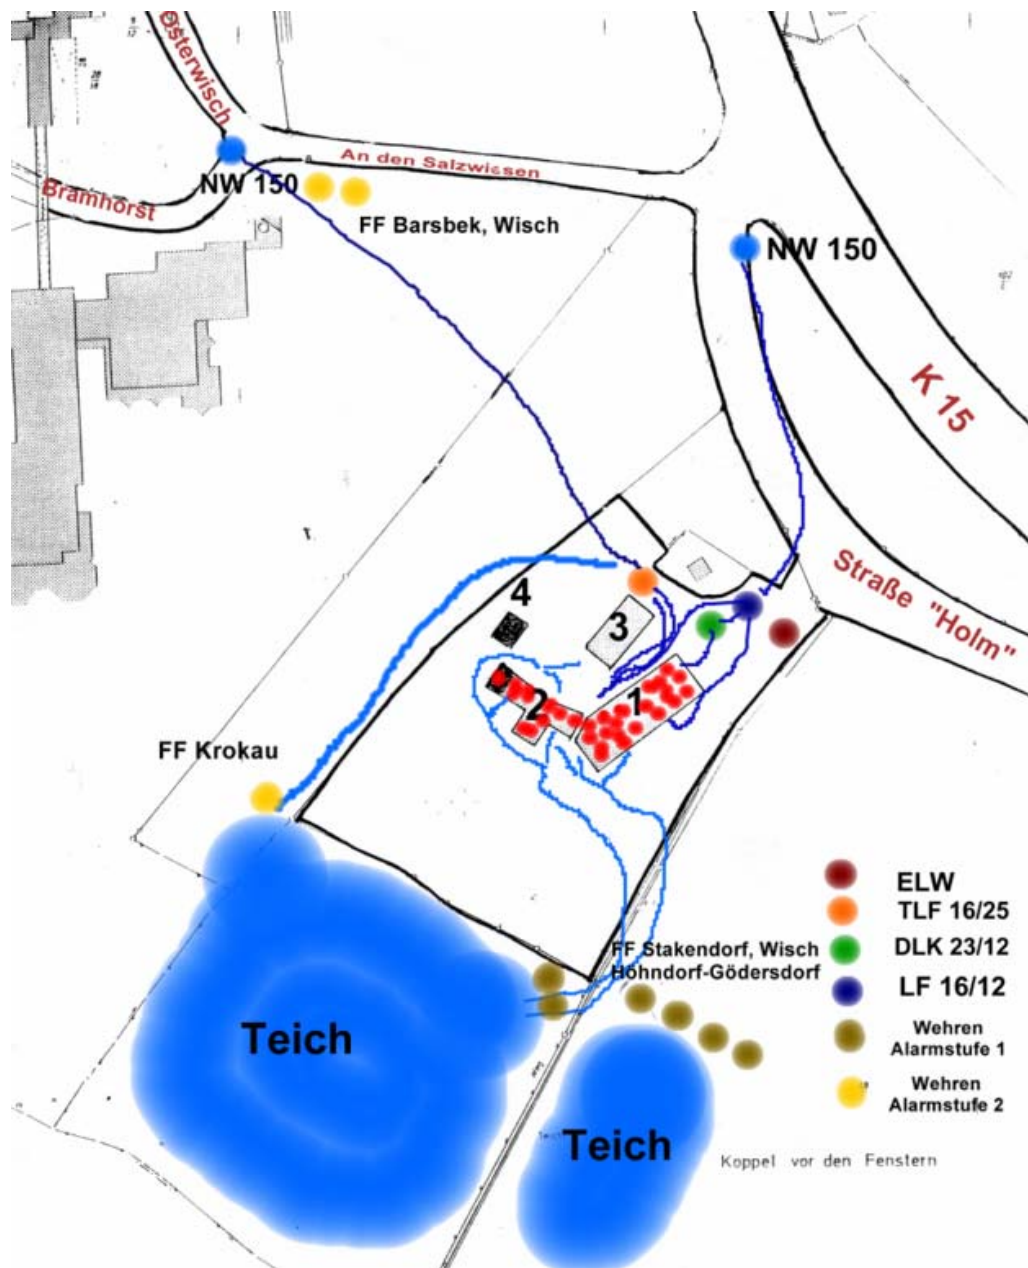 Osterwisch
An den Salzwiesen
NW 150
Bramhorst
FF Barsbek, Wisch
NW 150
K 15
Straße "Holm"
4
3
2
1
FF Krokau
ELW
TLF 16/25
FF Stakendorf, Wisch
Höhndorf-Gödersdorf
DLK 23/12
LF 16/12
Wehren
Alarmstufe 1
Wehren
Alarmstufe 2
Teich
Teich
Koppel vor den Fenstern